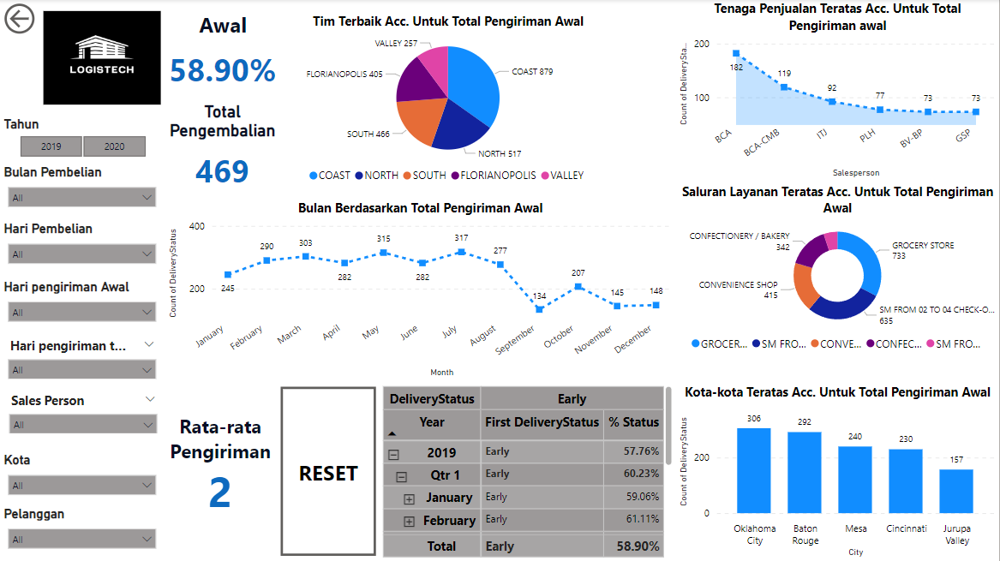 LOGISTECH
Tahun
2019
2020
Bulan Pembelian
All
Hari Pembelian
All
Hari pengiriman Awal
All
Hari pengiriman t...
All
Sales Person
All
Kota
All
Pelanggan
All
Awal
58.90%
Total
Pengembalian
469
Tim Terbaik Acc. Untuk Total Pengiriman Awal
VALLEY 257
COAST 879
FLORIANOPOLIS 405
SOUTH 466
NORTH 517
COAST NORTH SOUTH FLORIANOPOLIS VALLEY
Tenaga Penjualan Teratas Acc. Untuk Total
Pengiriman awal
Count of DeliverySta...
200
100
182
119
92
77
73
73
BCA
BCA-CMB
ITJ
PLH
BV-BP
GSP
Salesperson
Bulan Berdasarkan Total Pengiriman Awal
Count of DeliveryStatus
400
200
245
290
303
282
315
282
317
277
134
207
145
148
January
February
March
April
May
June
July
August
September
October
November
December
Month
Saluran Layanan Teratas Acc. Untuk Total Pengiriman
Awal
CONFECTIONERY / BAKERY
342
GROCERY STORE
733
CONVENIENCE SHOP
415
SM FROM 02 TO 04 CHECK-O...
635
GROCER... SM FRO... CONVE... CONFEC... SM FRO...
Rata-rata
Pengiriman
2
RESET
DeliveryStatus Early
Year First DeliveryStatus % Status
2019 Early 57.76%
Qtr 1 Early 60.23%
January Early 59.06%
February Early 61.11%
Total Early 58.90%
Kota-kota Teratas Acc. Untuk Total Pengiriman Awal
Count of DeliveryStatus
200
0
306
292
240
230
157
Oklahoma
City
Baton
Rouge
Mesa
Cincinnati
Jurupa
Valley
City